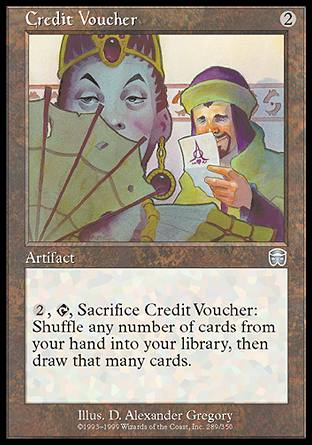 Credit Voucher 2
Artifact
2, , Sacrifice Credit Voucher:
Shuffle any number of cards from
your hand into your library, then
draw that many cards.
Illus. D. Alexander Gregory
©1993-1999 Wizards of the Coast, Inc. 289/350